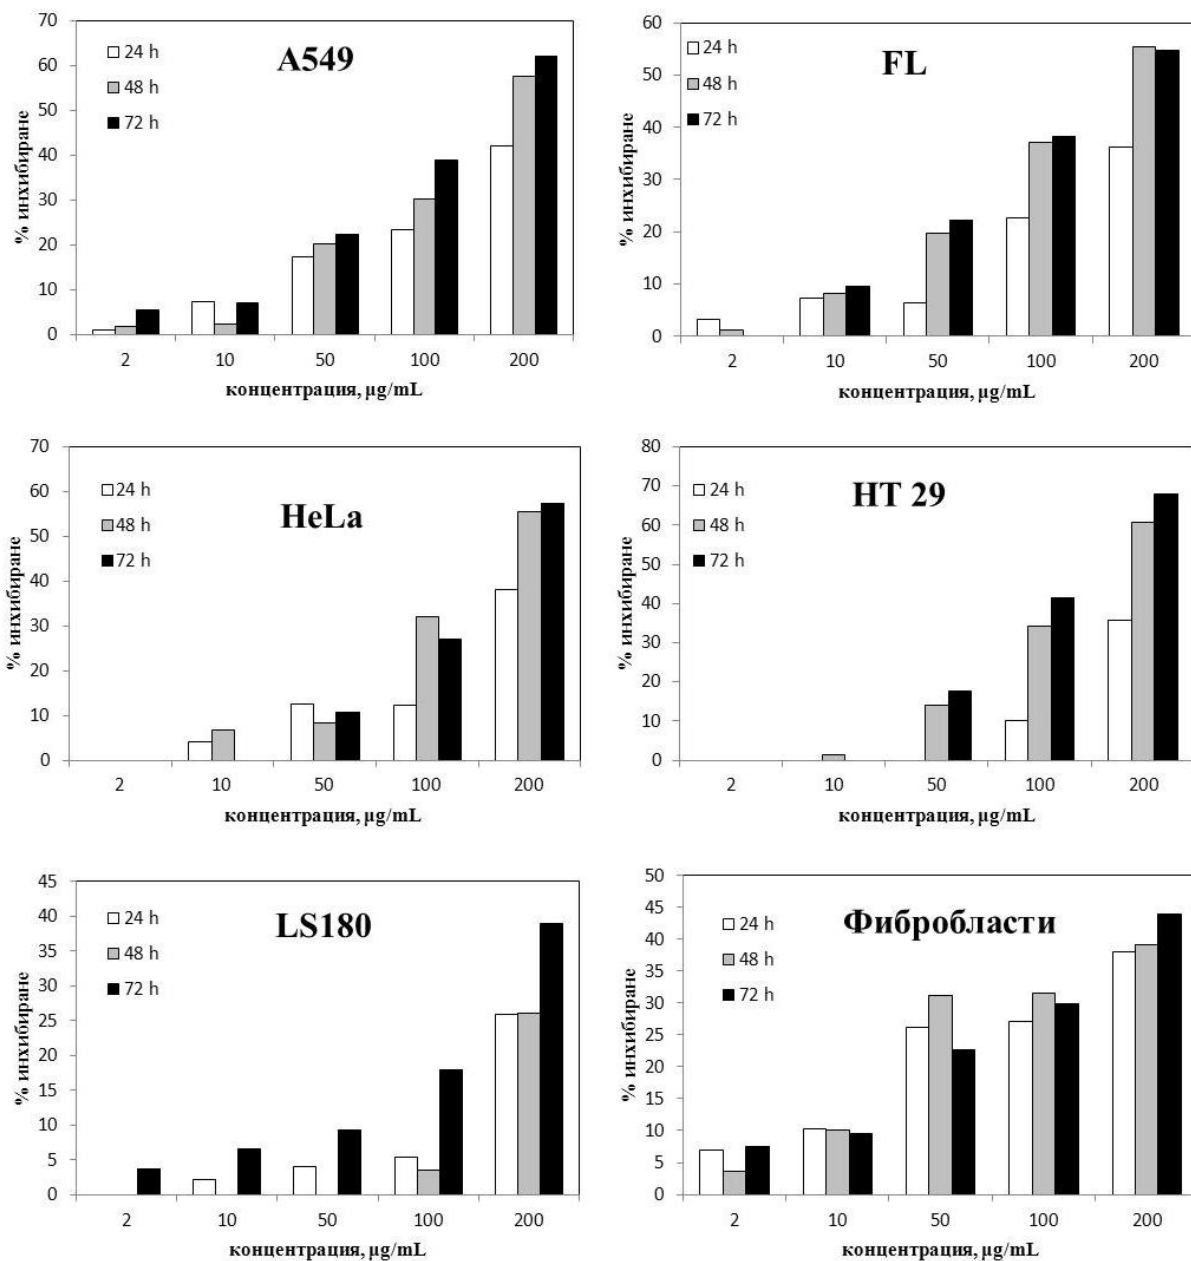 A549
70
60
50
40
30
20
10
0
% инхибиране
24 h
48 h
72 h
2 10 50 100 200
концентрация, µg/mL
FL
60
50
40
30
20
10
0
% инхибиране
24 h
48 h
72 h
2 10 50 100 200
концентрация, µg/mL
HeLa
70
60
50
40
30
20
10
0
% инхибиране
24 h
48 h
72 h
2 10 50 100 200
концентрация, µg/mL
HT 29
80
70
60
50
40
30
20
10
0
% инхибиране
24 h
48 h
72 h
2 10 50 100 200
концентрация, µg/mL
LS180
45
40
35
30
25
20
15
10
5
0
% инхибиране
24 h
48 h
72 h
2 10 50 100 200
концентрация, µg/mL
Фибробласти
50
45
40
35
30
25
20
15
10
5
0
% инхибиране
24 h
48 h
72 h
2 10 50 100 200
концентрация, µg/mL